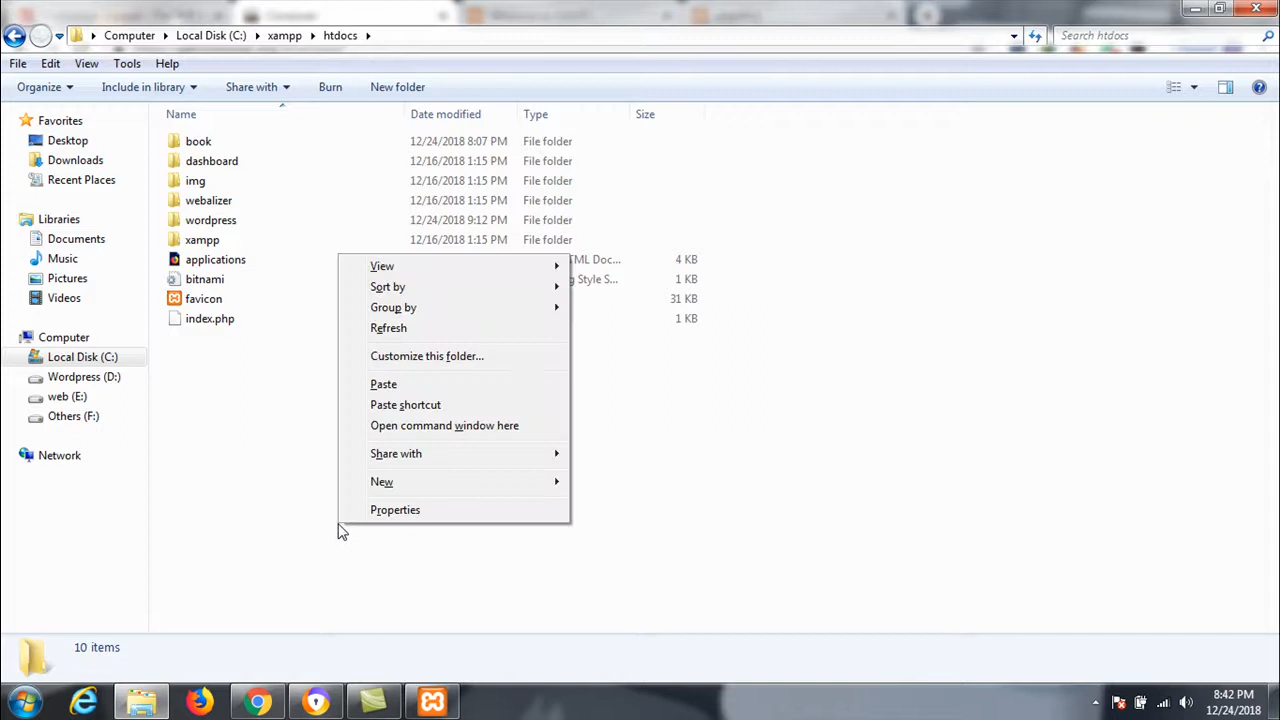 Computer Local Disk (C:) xampp htdocs Search htdocs
File Edit View Tools Help
Organize Include in library Share with Burn New folder
Name Date modified Type Size
Favorites
Desktop
Downloads
Recent Places
Libraries
Documents
Music
Pictures
Videos
Computer
Local Disk (C:)
Wordpress (D:)
web (E:)
Others (F:)
Network
book 12/24/2018 8:07 PM File folder
dashboard 12/16/2018 1:15 PM File folder
img 12/16/2018 1:15 PM File folder
webalizer 12/16/2018 1:15 PM File folder
wordpress 12/24/2018 9:12 PM File folder
xampp 12/16/2018 1:15 PM File folder
applications TML Doc... 4 KB
bitnami g Style S... 1 KB
favicon 31 KB
index.php 1 KB
View
Sort by
Group by
Refresh
Customize this folder...
Paste
Paste shortcut
Open command window here
Share with
New
Properties
10 items
8:42 PM
12/24/2018